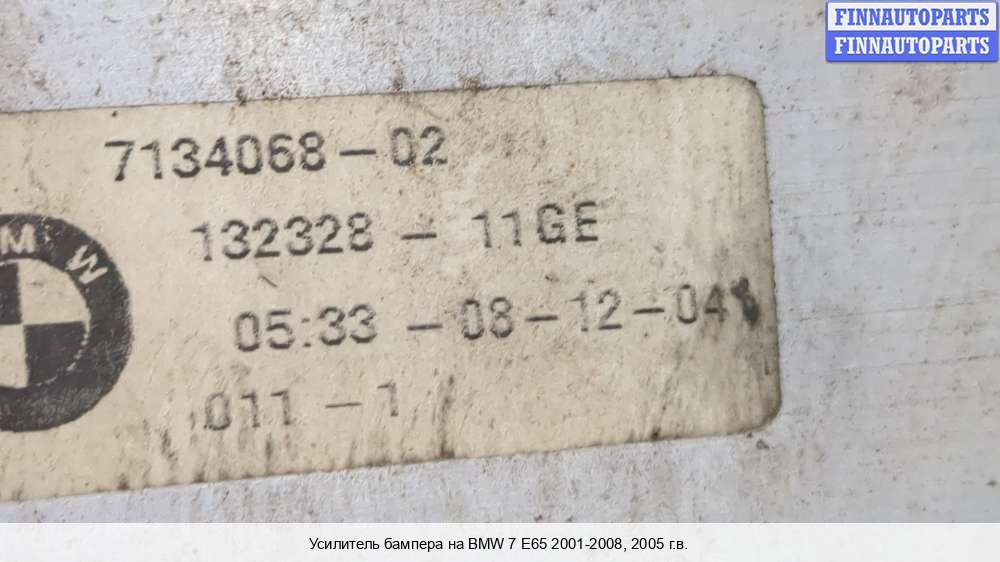 FINNAUTOPARTS
FINNAUTOPARTS
7134068-02
132328-11GE
MW
05:33-08-12-04
011-1
Усилитель бампера на BMW 7 E65 2001-2008, 2005 г.в.